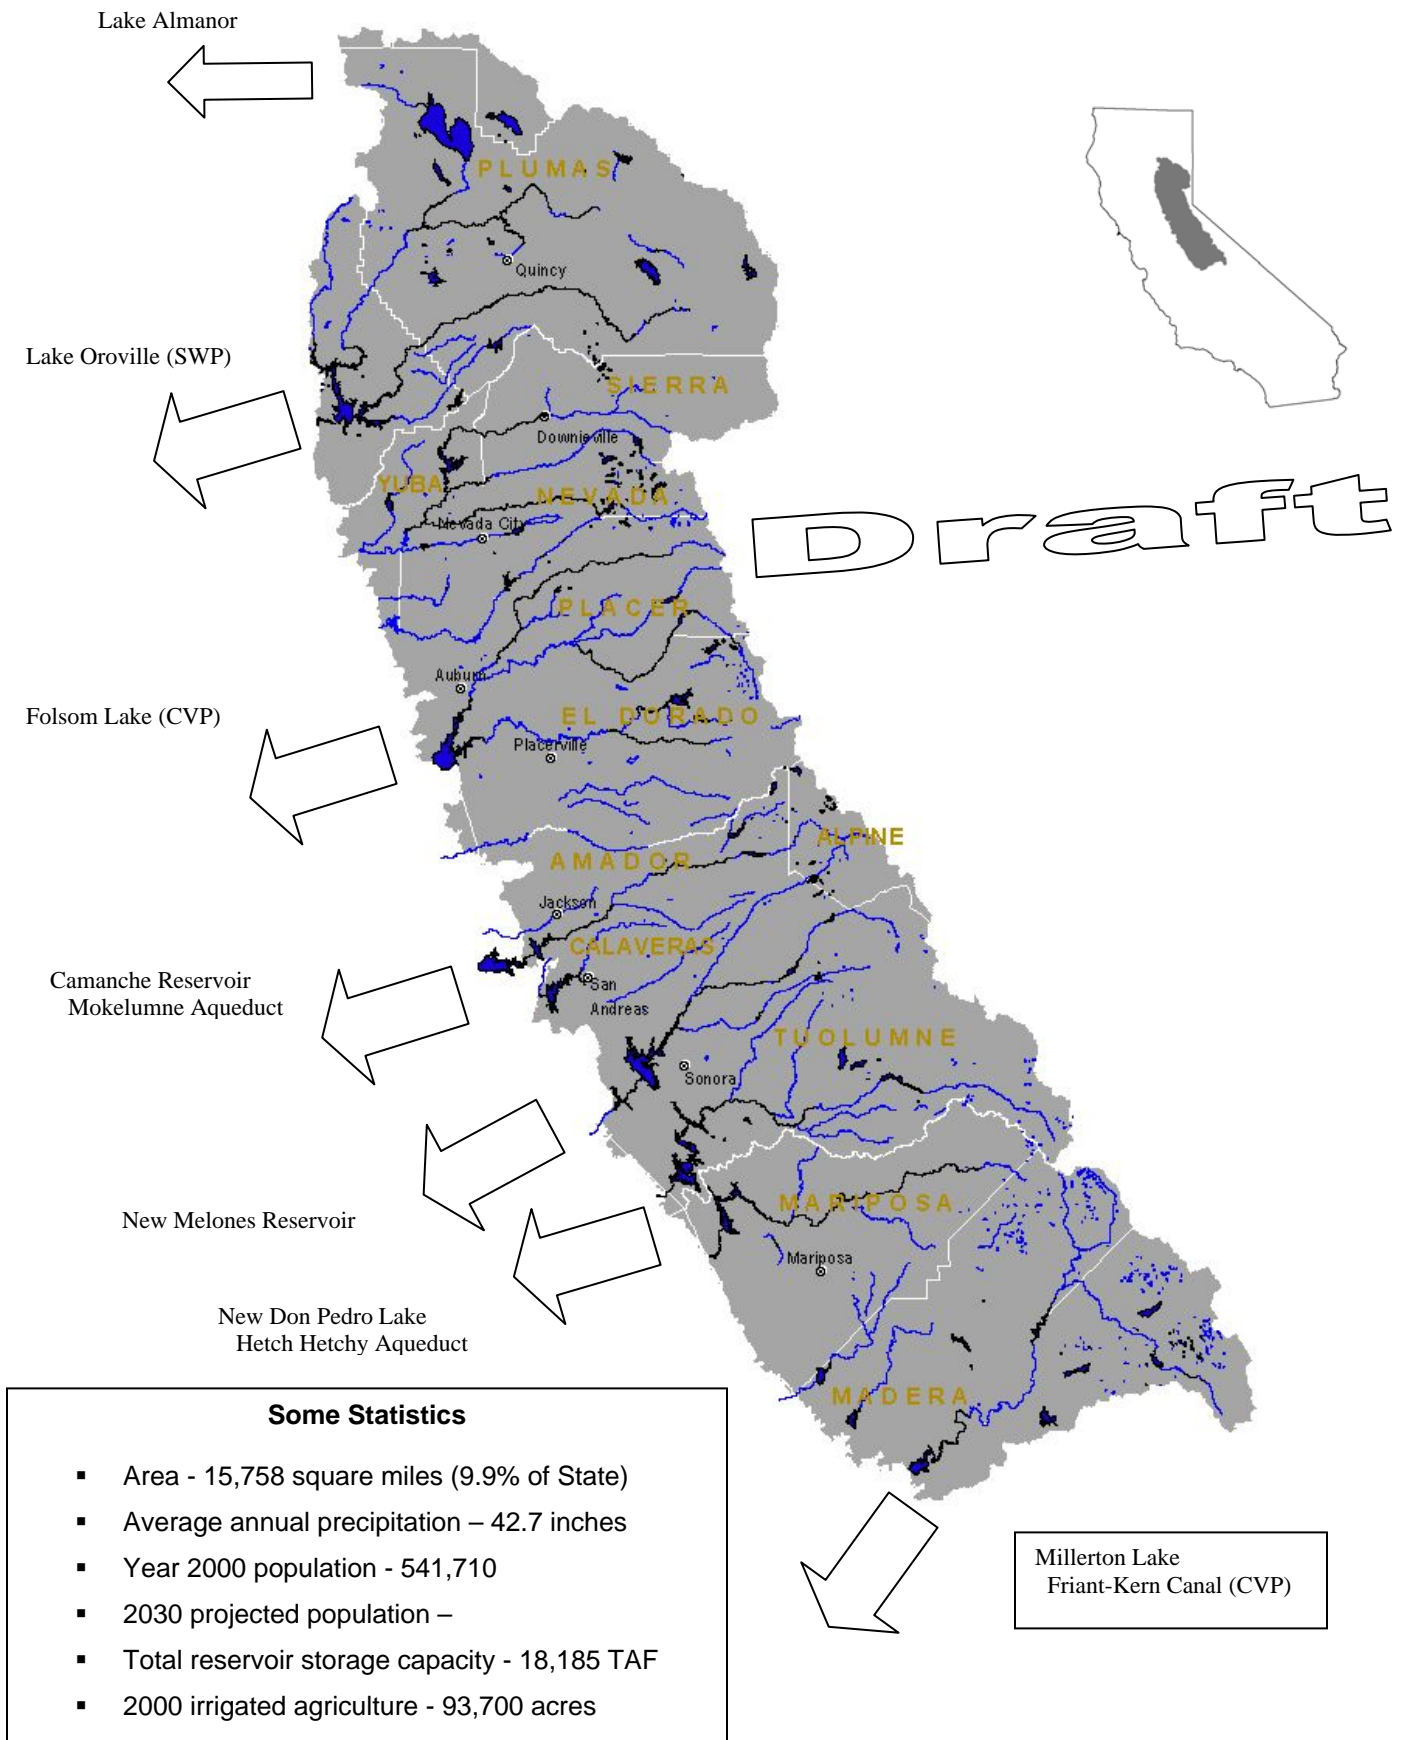 Lake Almanor
PLUMAS
Quincy
Lake Oroville (SWP)
SIERRA
Downieville
YUBA
NEVADA
Nevada City
Draft
PLACER
Auburn
Folsom Lake (CVP)
EL DORADO
Placerville
ALPINE
AMADOR
Jackson
CALAVERAS
San
Andreas
Camanche Reservoir
Mokelumne Aqueduct
TUOLUMNE
Sonora
MARIPOSA
New Melones Reservoir
Mariposa
New Don Pedro Lake
Hetch Hetchy Aqueduct
MADERA
Some Statistics
▪ Area - 15,758 square miles (9.9% of State)
▪ Average annual precipitation – 42.7 inches
▪ Year 2000 population - 541,710
▪ 2030 projected population –
▪ Total reservoir storage capacity - 18,185 TAF
▪ 2000 irrigated agriculture - 93,700 acres
Millerton Lake
Friant-Kern Canal (CVP)